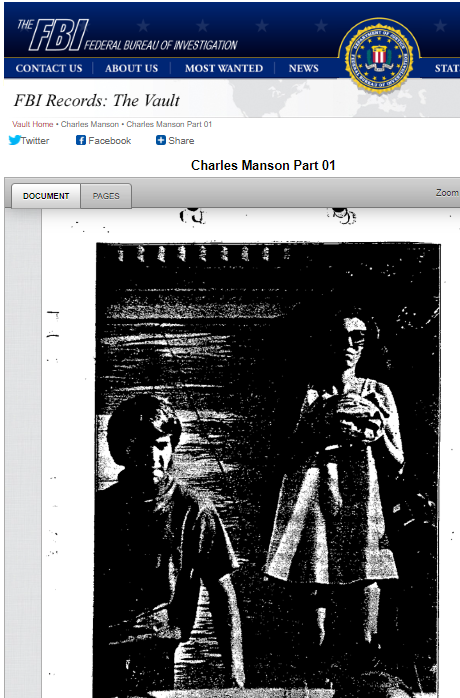 THE FBI FEDERAL BUREAU OF INVESTIGATION
CONTACT US ABOUT US MOST WANTED NEWS STAT
FBI Records: The Vault
Vault Home • Charles Manson • Charles Manson Part 01
Twitter Facebook Share
Charles Manson Part 01
DOCUMENT PAGES Zoom